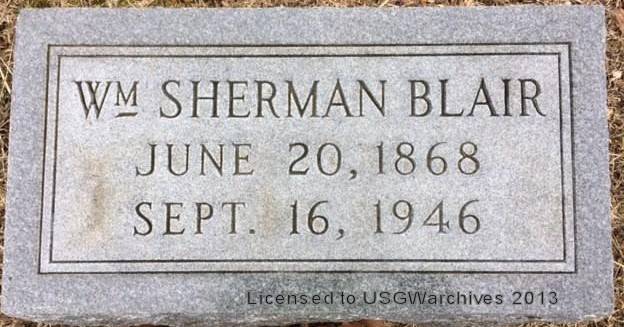 WM SHERMAN BLAIR
JUNE 20, 1868
SEPT. 16, 1946
Licensed to USGWarchives 2013